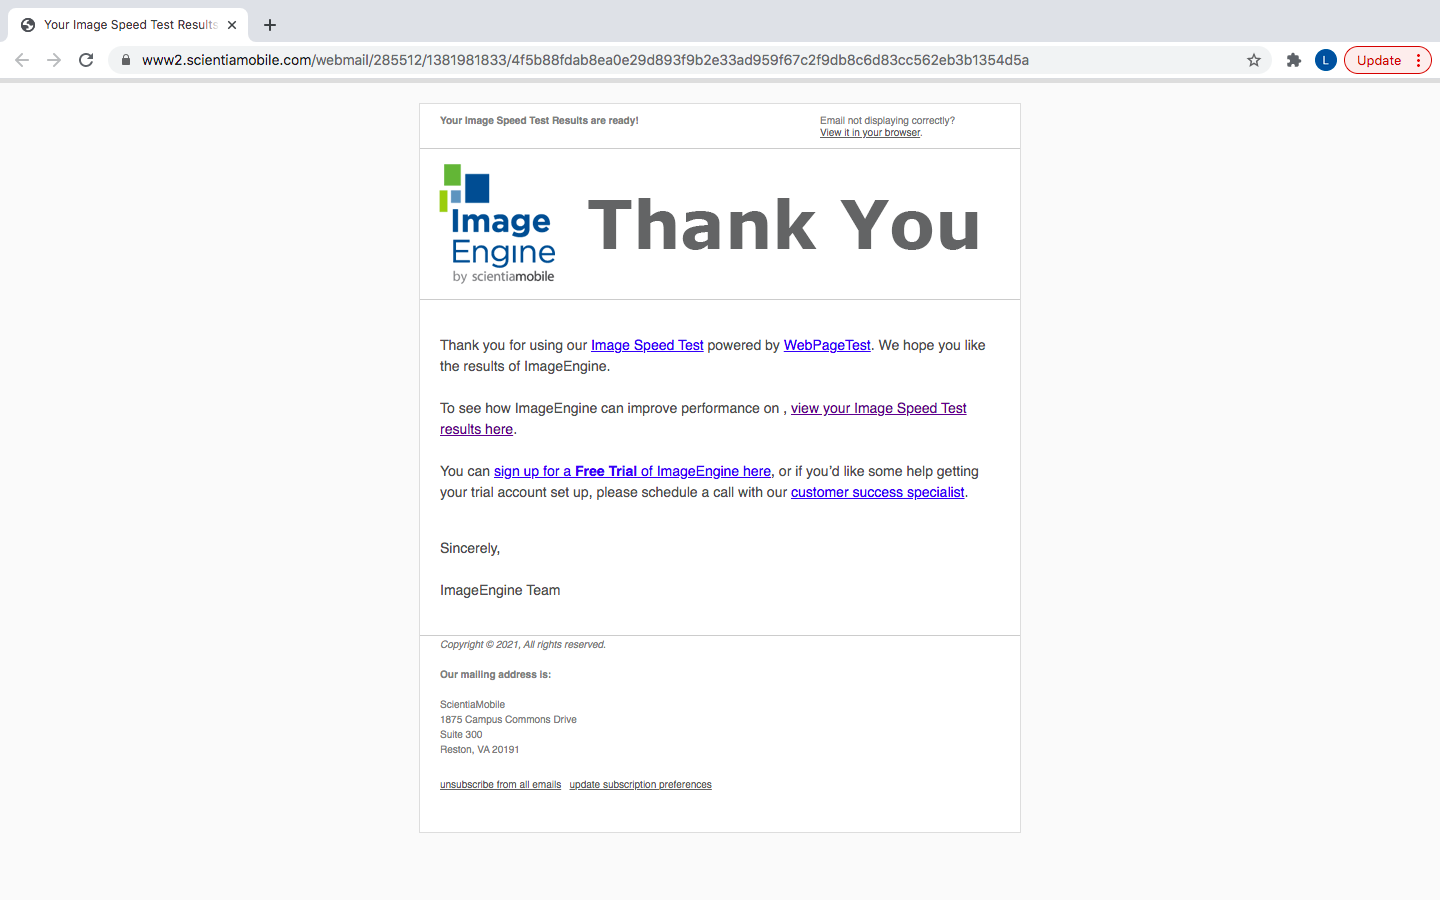 Your Image Speed Test Results
www2.scientiamobile.com/webmail/285512/1381981833/4f5b88fdab8ea0e29d893f9b2e33ad959f67c2f9db8c6d83cc562eb3b1354d5a
L
Update
Your Image Speed Test Results are ready!
Email not displaying correctly?
View it in your browser.
Image
Engine
by scientiamobile
Thank You
Thank you for using our Image Speed Test powered by WebPageTest. We hope you like
the results of ImageEngine.
To see how ImageEngine can improve performance on , view your Image Speed Test
results here.
You can sign up for a Free Trial of ImageEngine here, or if you’d like some help getting
your trial account set up, please schedule a call with our customer success specialist.
Sincerely,
ImageEngine Team
Copyright © 2021, All rights reserved.
Our mailing address is:
ScientiaMobile
1875 Campus Commons Drive
Suite 300
Reston, VA 20191
unsubscribe from all emails update subscription preferences